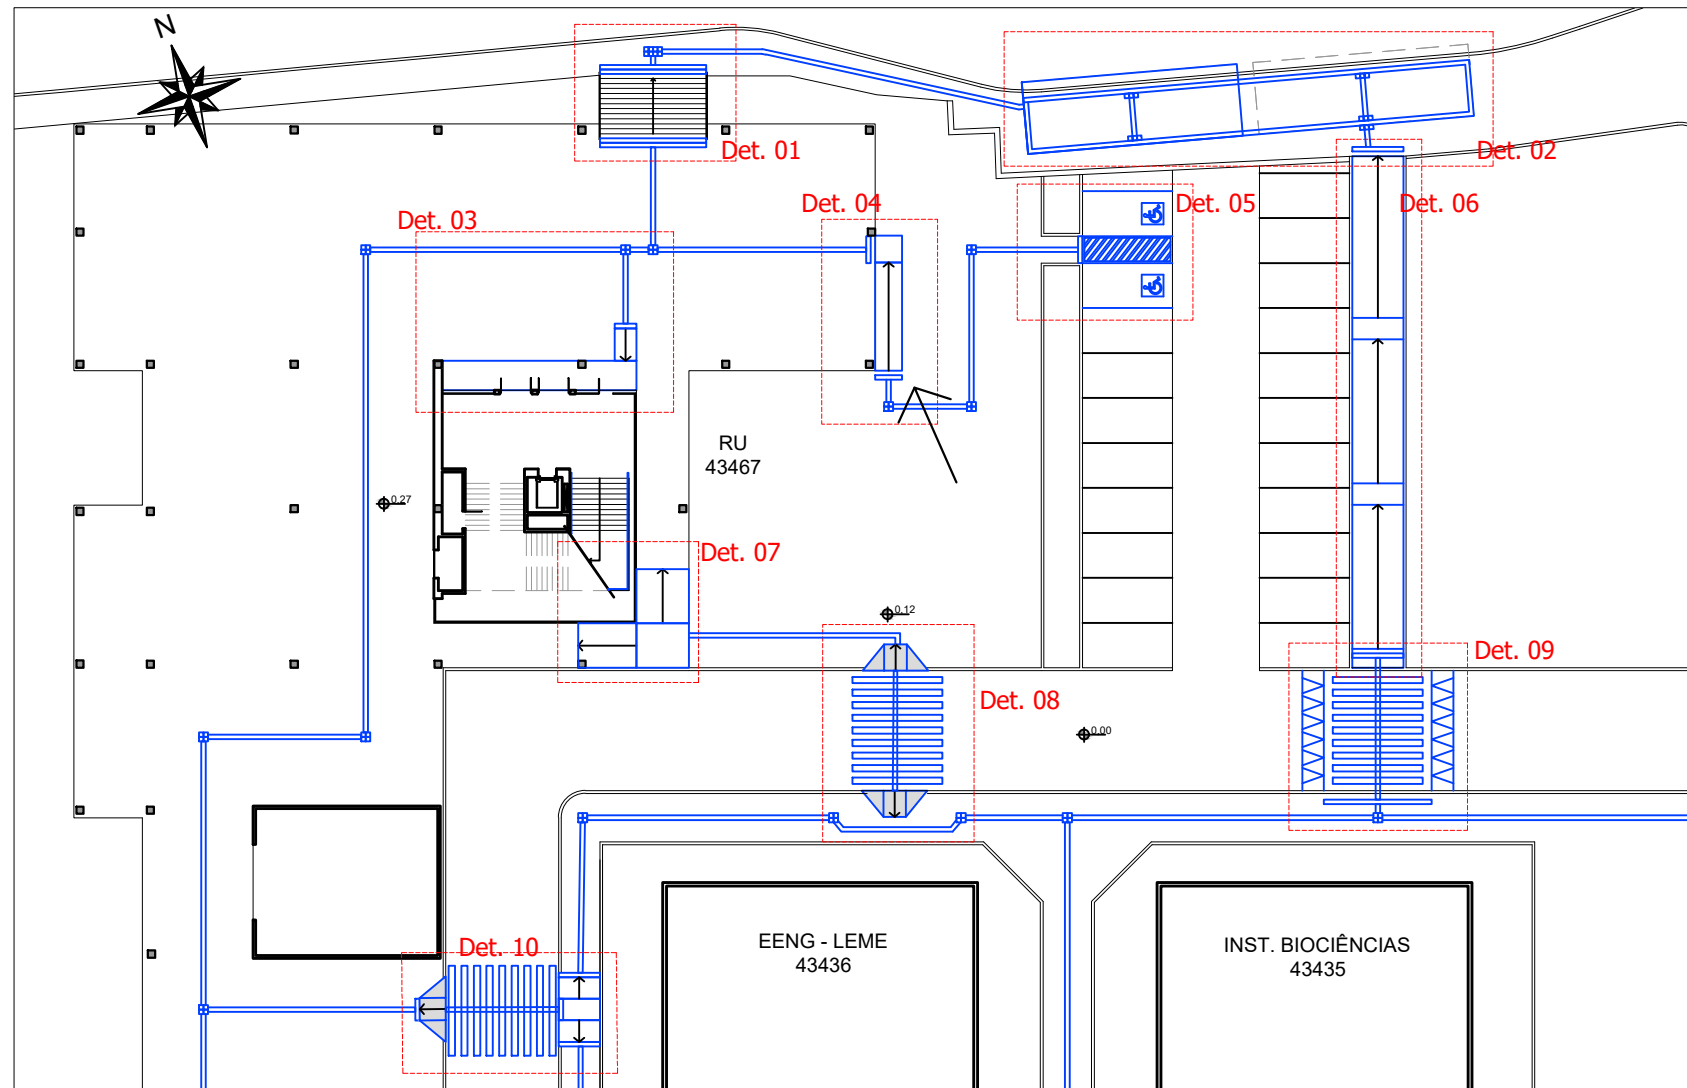 N
Det. 01
Det. 02
Det. 03
Det. 04
Det. 05
Det. 06
RU
43467
0.27
Det. 07
0.12
Det. 08
Det. 09
0.00
Det. 10
EENG - LEME
43436
INST. BIOCIÊNCIAS
43435